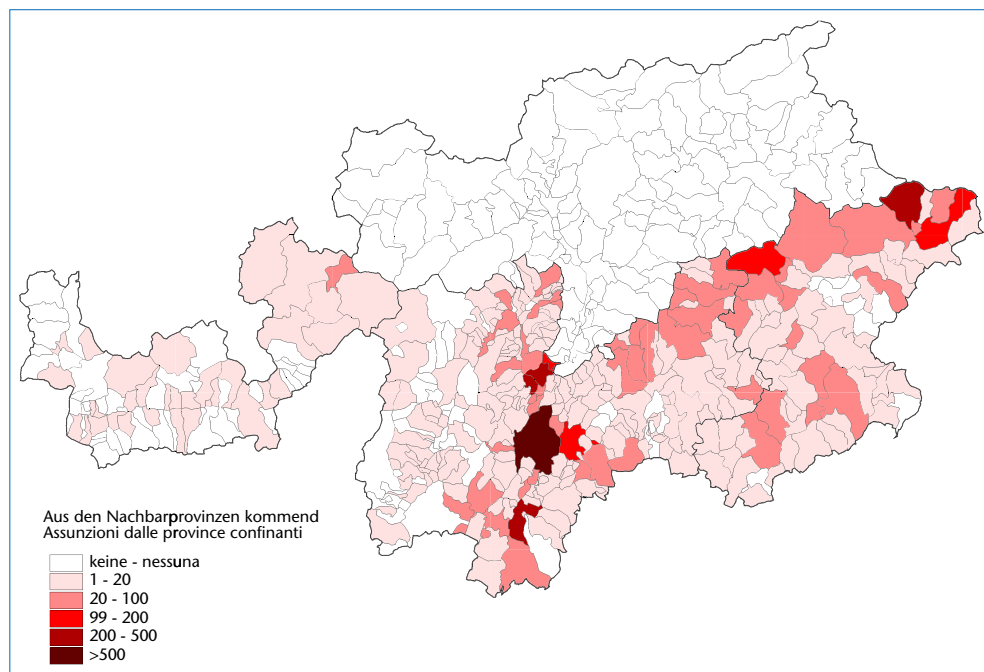 Aus den Nachbarprovinzen kommend
Assunzioni dalle province confinanti
keine - nessuna
1 - 20
20 - 100
99 - 200
200 - 500
>500